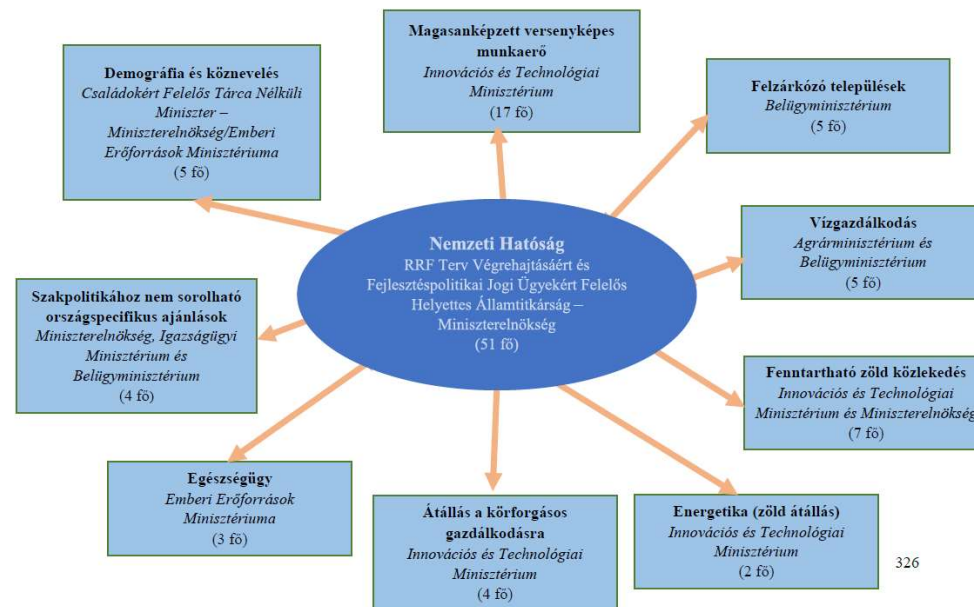 Magasanképzett versenyképes
munkaerő
Innovációs és Technológiai
Minisztérium
(17 fő)
Demográfia és köznevelés
Családokért Felelős Tárca Nélküli
Miniszter –
Miniszterelnökség/Emberi
Erőforrások Minisztériuma
(5 fő)
Felzárkózó települések
Belügyminisztérium
(5 fő)
Nemzeti Hatóság
RRF Terv Végrehajtásáért és
Fejlesztéspolitikai Jogi Ügyekért Felelős
Helyettes Államtitkárság –
Miniszterelnökség
(51 fő)
Vízgazdálkodás
Agrárminisztérium és
Belügyminisztérium
(5 fő)
Szakpolitikához nem sorolható
országspecifikus ajánlások
Miniszterelnökség, Igazságügyi
Minisztérium és
Belügyminisztérium
(4 fő)
Fenntartható zöld közlekedés
Innovációs és Technológiai
Minisztérium és Miniszterelnökség
(7 fő)
Egészségügy
Emberi Erőforrások
Minisztériuma
(3 fő)
Átállás a körforgásos
gazdálkodásra
Innovációs és Technológiai
Minisztérium
(4 fő)
Energetika (zöld átállás)
Innovációs és Technológiai
Minisztérium
(2 fő)
326